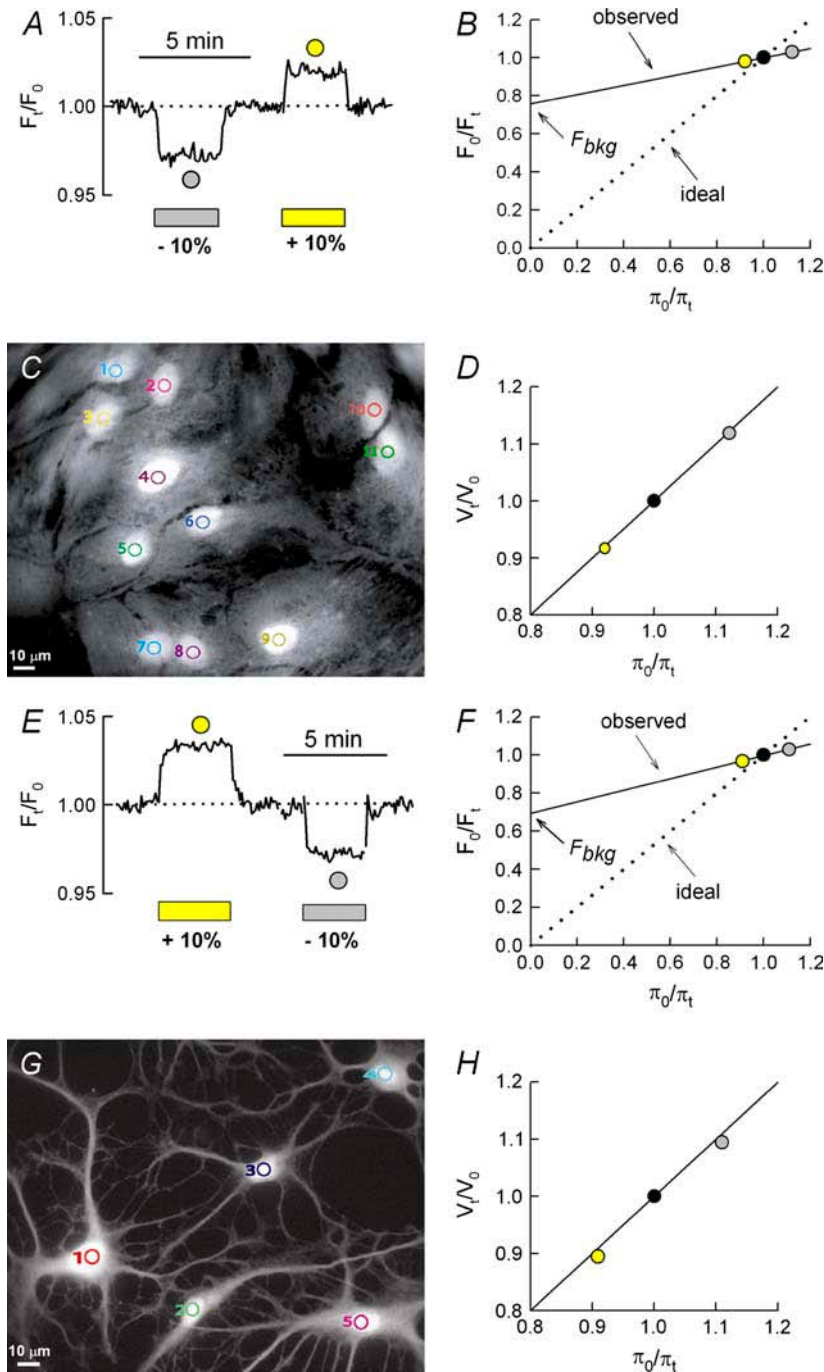 A
1.05
1.00
0.95
Ft/F0
5 min
- 10%
+ 10%
B
1.2
1.0
0.8
0.6
0.4
0.2
0.0
F0/Ft
observed
Fbkg
ideal
0.0 0.2 0.4 0.6 0.8 1.0 1.2
π0/πt
C
1
2
3
4
5
6
7
8
9
10
11
10 μm
D
1.2
1.1
1.0
0.9
0.8
Vt/V0
0.8 0.9 1.0 1.1 1.2
π0/πt
E
1.05
1.00
0.95
Ft/F0
5 min
+ 10%
- 10%
F
1.2
1.0
0.8
0.6
0.4
0.2
0.0
F0/Ft
observed
Fbkg
ideal
0.0 0.2 0.4 0.6 0.8 1.0 1.2
π0/πt
G
4
3
1
2
5
10 μm
H
1.2
1.1
1.0
0.9
0.8
Vt/V0
0.8 0.9 1.0 1.1 1.2
π0/πt